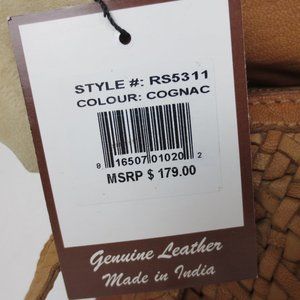 STYLE #: RS5311
COLOUR: COGNAC
8 16507 01020 2
MSRP $ 179.00
Genuine Leather
Made in India